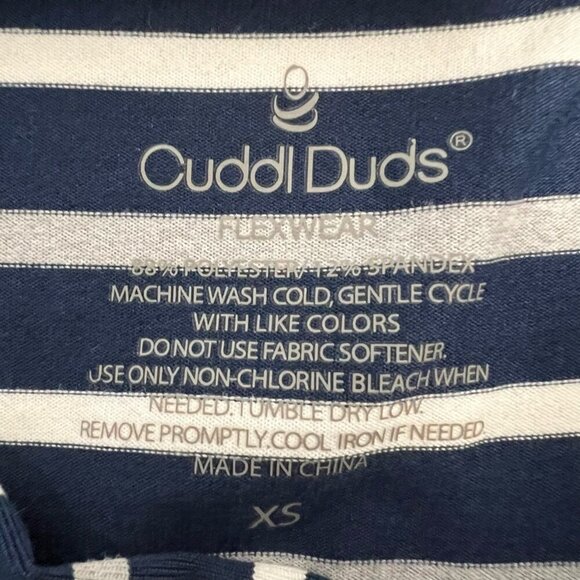 Cuddl Duds®
FLEXWEAR
88% POLYESTER/12% SPANDEX
MACHINE WASH COLD, GENTLE CYCLE
WITH LIKE COLORS
DO NOT USE FABRIC SOFTENER.
USE ONLY NON-CHLORINE BLEACH WHEN
NEEDED.TUMBLE DRY LOW.
REMOVE PROMPTLY.COOL IRON IF NEEDED
MADE IN CHINA
XS